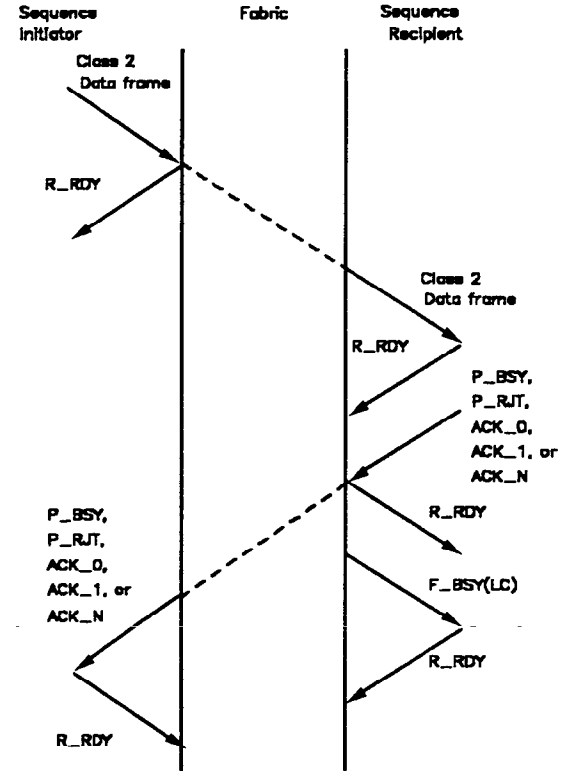 Sequence
Initiator
Fabric
Sequence
Recipient
Class 2
Data frame
R_RDY
Class 2
Data frame
R_RDY
P_BSY,
P_RJT,
ACK_0,
ACK_1, or
ACK_N
R_RDY
P_BSY,
P_RJT,
ACK_0,
ACK_1, or
ACK_N
F_BSY(LC)
R_RDY
R_RDY